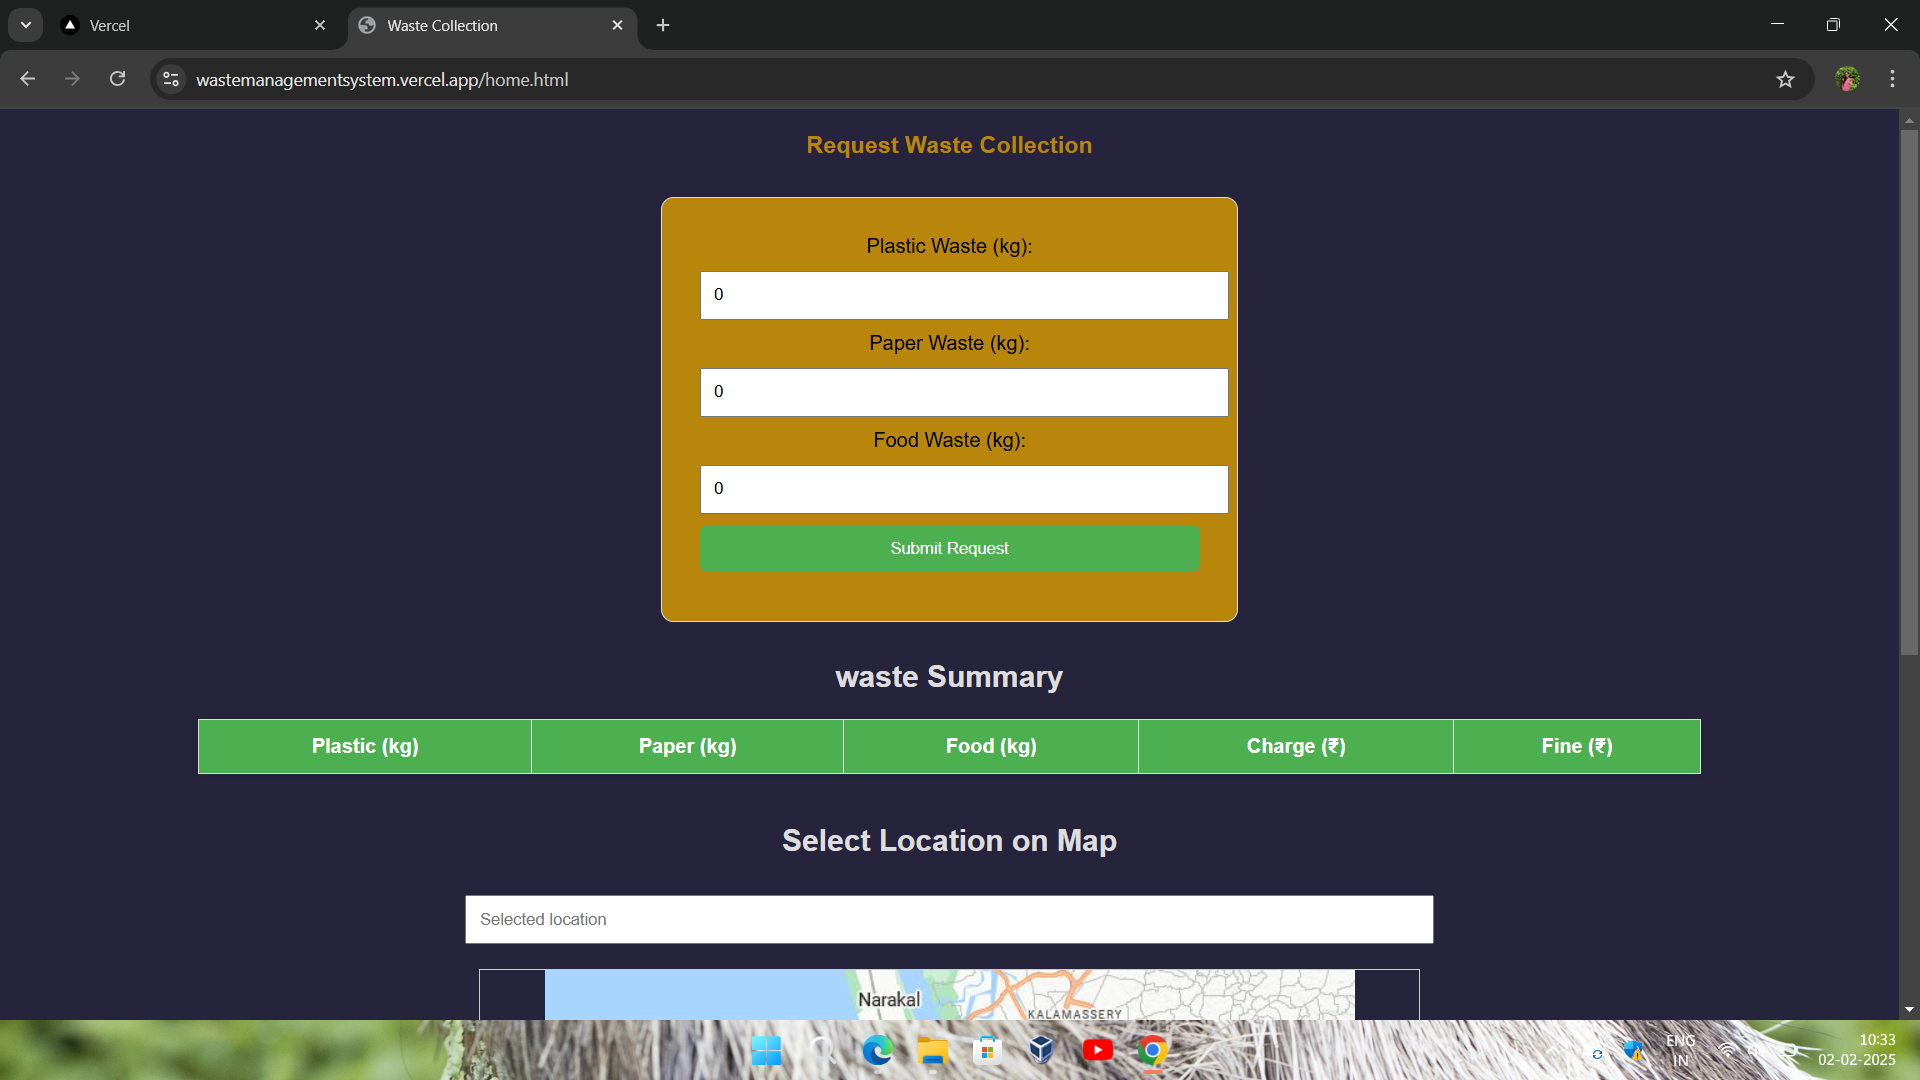 Vercel
Waste Collection
wastemanagementsystem.vercel.app/home.html
Request Waste Collection
Plastic Waste (kg):
0
Paper Waste (kg):
0
Food Waste (kg):
0
Submit Request
waste Summary
Plastic (kg) Paper (kg) Food (kg) Charge (₹) Fine (₹)
Select Location on Map
Selected location
Narakal
KALAMASSERY
ENG
IN
10:33
02-02-2025